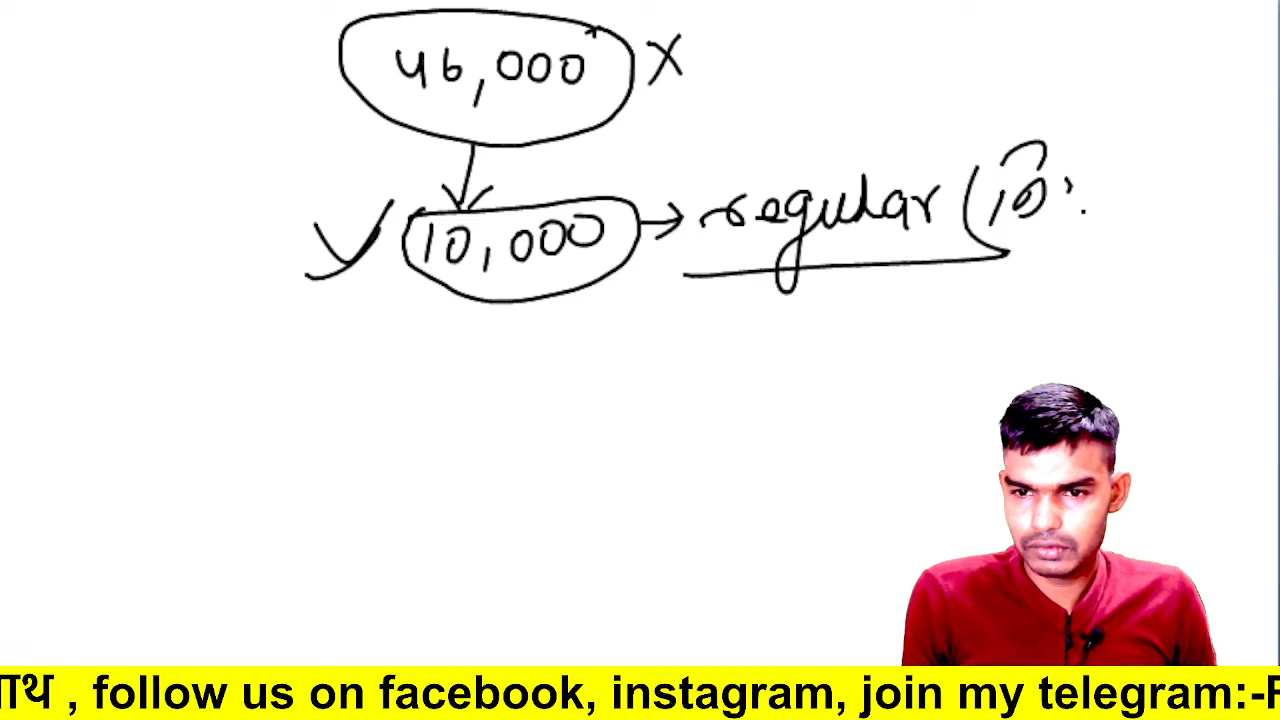 46,000 X
10,000 → regular (10
ाथ , follow us on facebook, instagram, join my telegram:-F